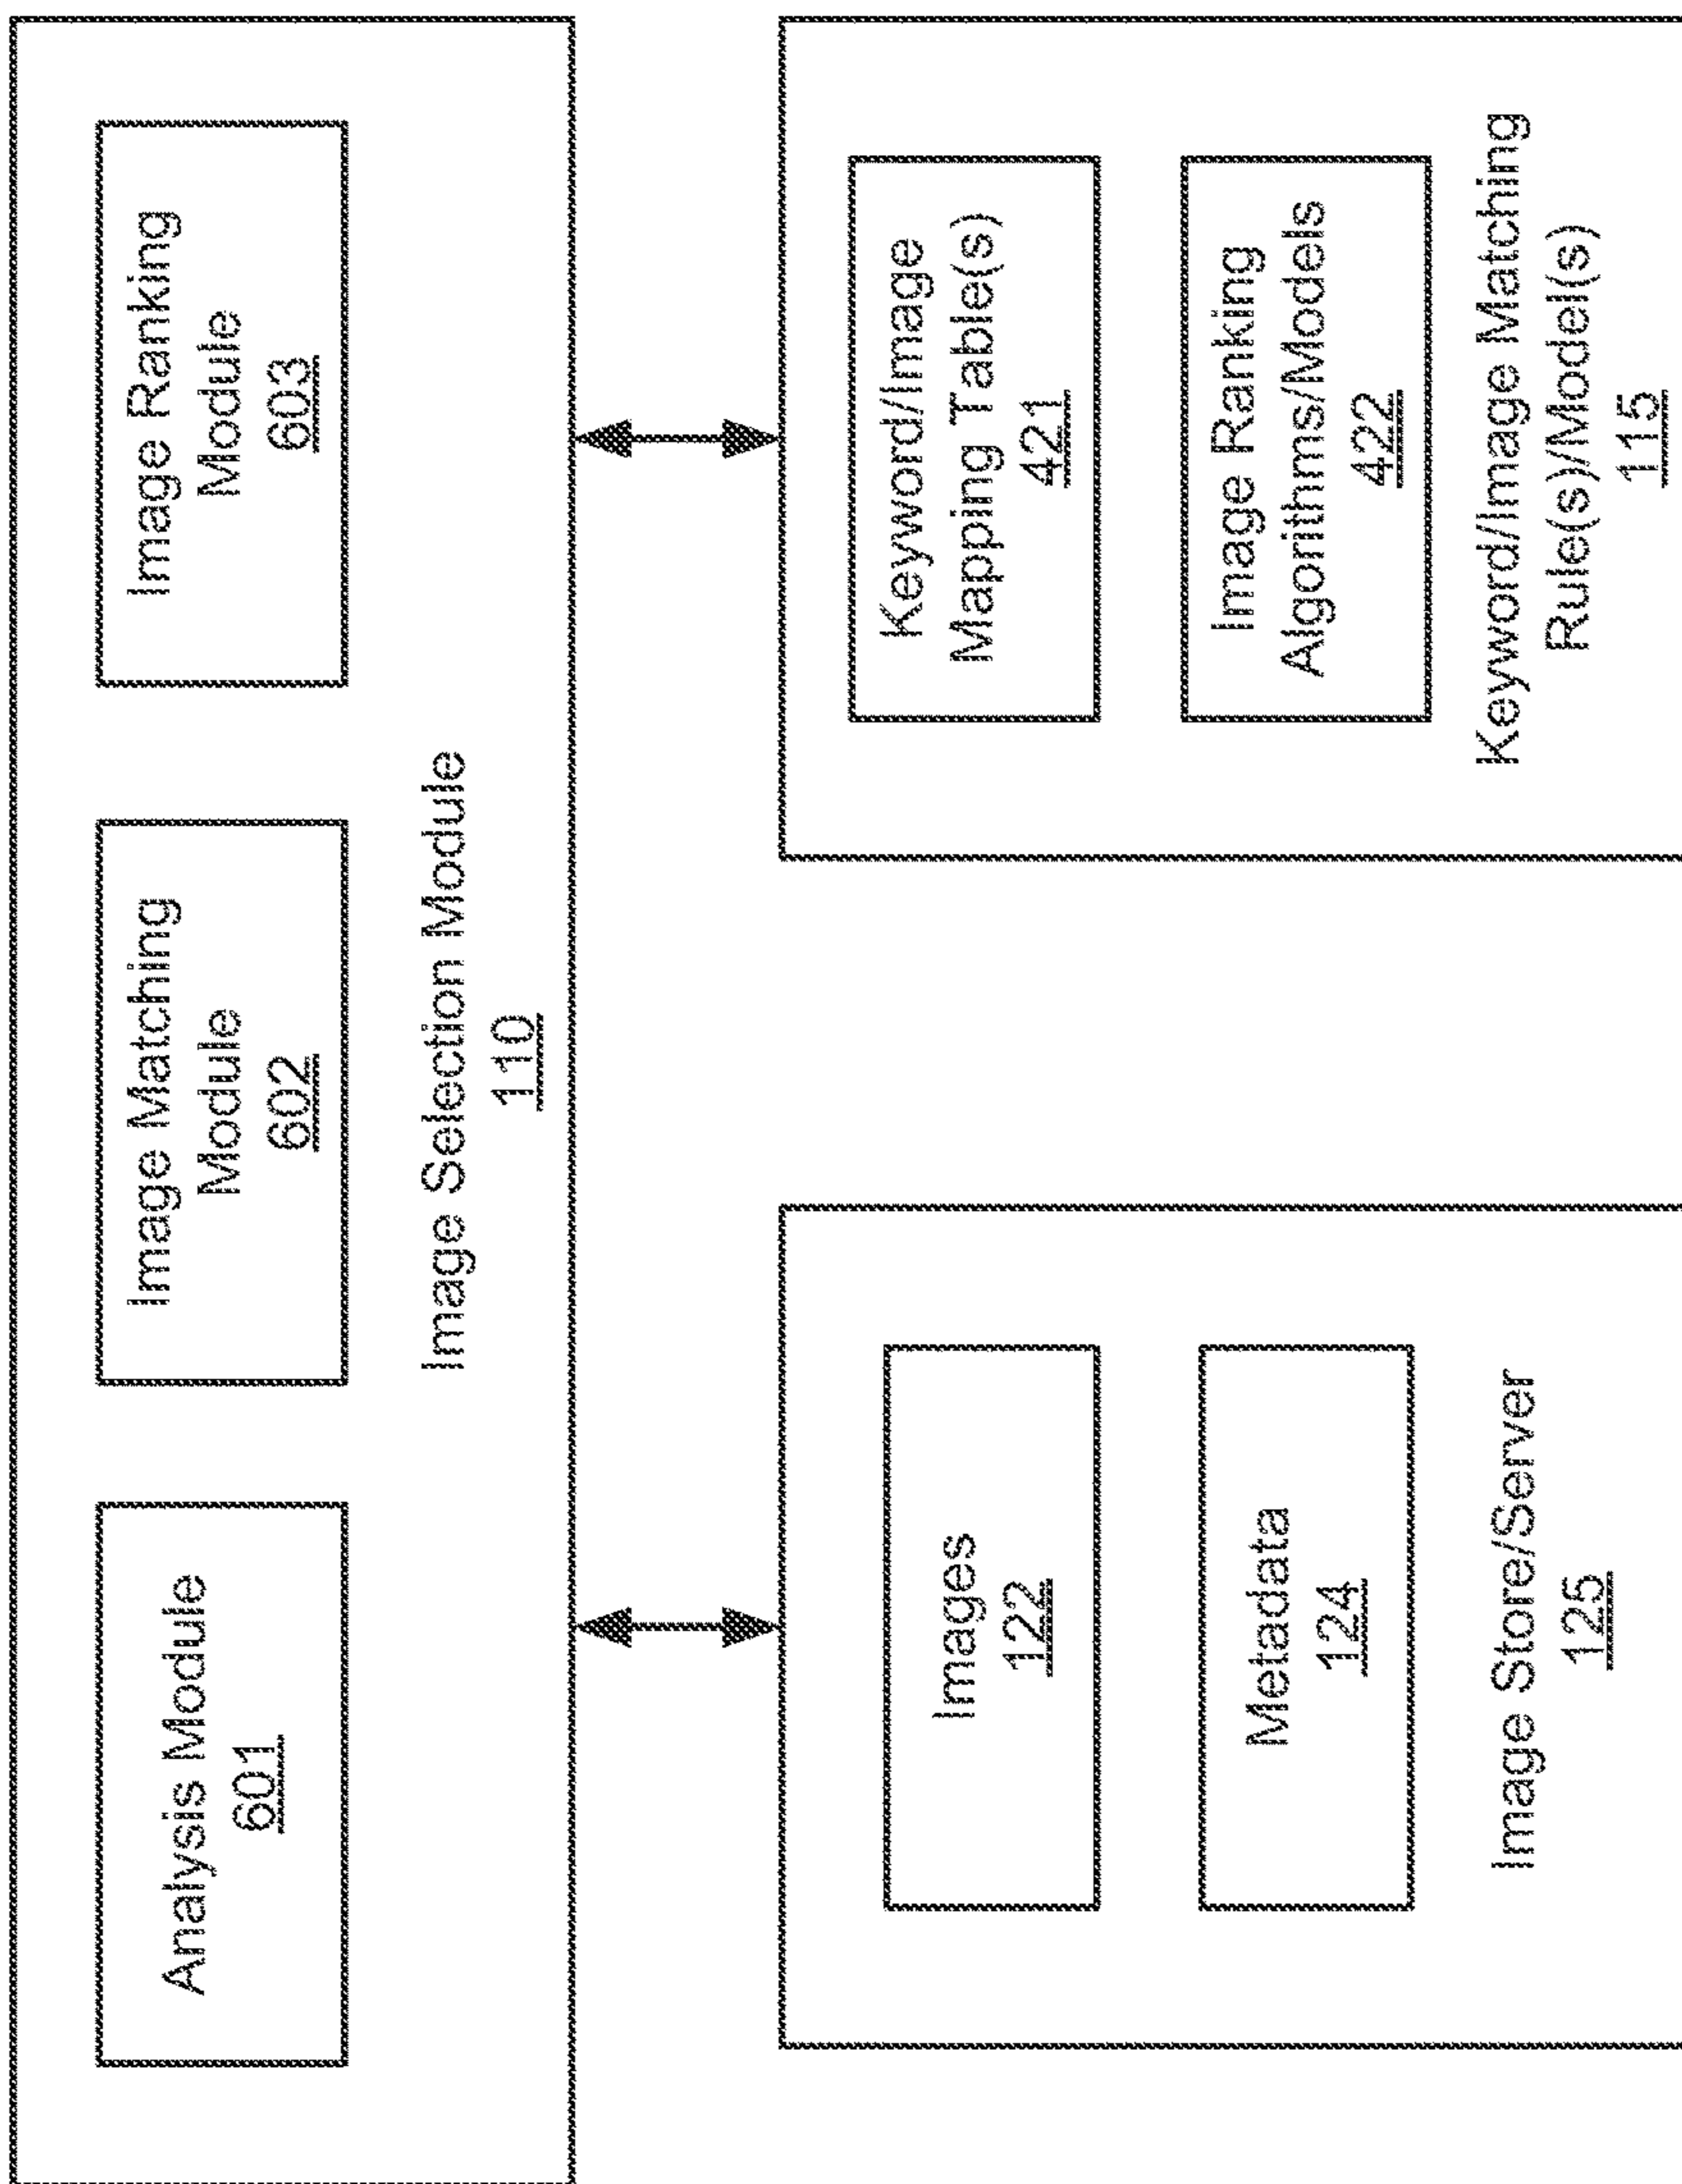 Analysis Module
601
Image Matching
Module
602
Image Ranking
Module
603
Image Selection Module
110
Images
122
Metadata
124
Image Store/Server
125
Keyword/Image
Mapping Table(s)
421
Image Ranking
Algorithms/Models
422
Keyword/Image Matching
Rule(s)/Model(s)
115